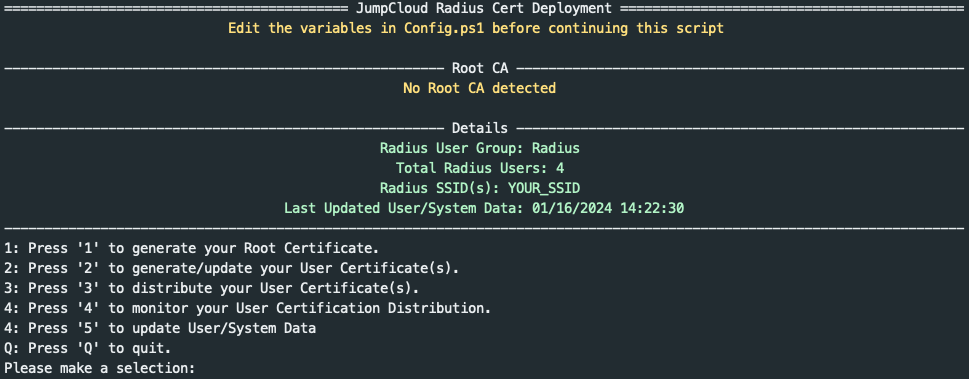 ============================================ JumpCloud Radius Cert Deployment ============================================
Edit the variables in Config.ps1 before continuing this script
------------------------------------------------------- Root CA --------------------------------------------------------
No Root CA detected
------------------------------------------------------- Details --------------------------------------------------------
Radius User Group: Radius
Total Radius Users: 4
Radius SSID(s): YOUR_SSID
Last Updated User/System Data: 01/16/2024 14:22:30
------------------------------------------------------------------------------------------------------------------------
1: Press '1' to generate your Root Certificate.
2: Press '2' to generate/update your User Certificate(s).
3: Press '3' to distribute your User Certificate(s).
4: Press '4' to monitor your User Certification Distribution.
4: Press '5' to update User/System Data
Q: Press 'Q' to quit.
Please make a selection: